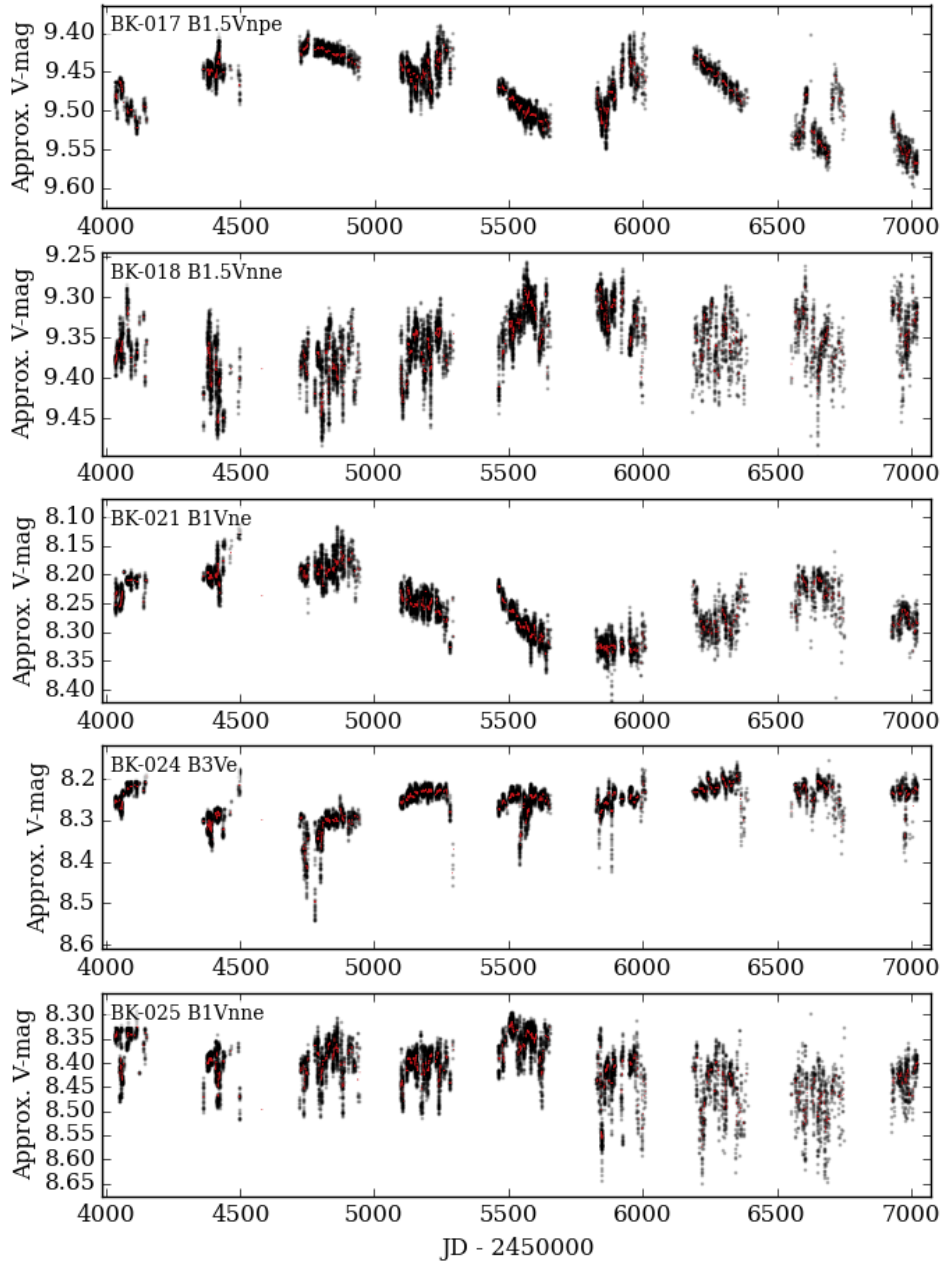 BK-017 B1.5Vnpe
Approx. V-mag
9.40
9.45
9.50
9.55
9.60
4000 4500 5000 5500 6000 6500 7000
BK-018 B1.5Vnne
Approx. V-mag
9.25
9.30
9.35
9.40
9.45
4000 4500 5000 5500 6000 6500 7000
BK-021 B1Vne
Approx. V-mag
8.10
8.15
8.20
8.25
8.30
8.35
8.40
4000 4500 5000 5500 6000 6500 7000
BK-024 B3Ve
Approx. V-mag
8.2
8.3
8.4
8.5
8.6
4000 4500 5000 5500 6000 6500 7000
BK-025 B1Vnne
Approx. V-mag
8.30
8.35
8.40
8.45
8.50
8.55
8.60
8.65
4000 4500 5000 5500 6000 6500 7000
JD - 2450000